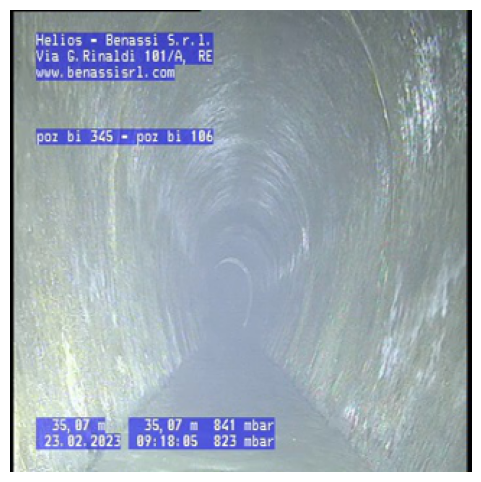 Helios - Benassi S.r.l.
Via G.Rinaldi 101/A, RE
www.benassisrl.com
poz bi 345 - poz bi 106
35,07 m 35,07 m 841 mbar
23.02.2023 09:18:05 823 mbar